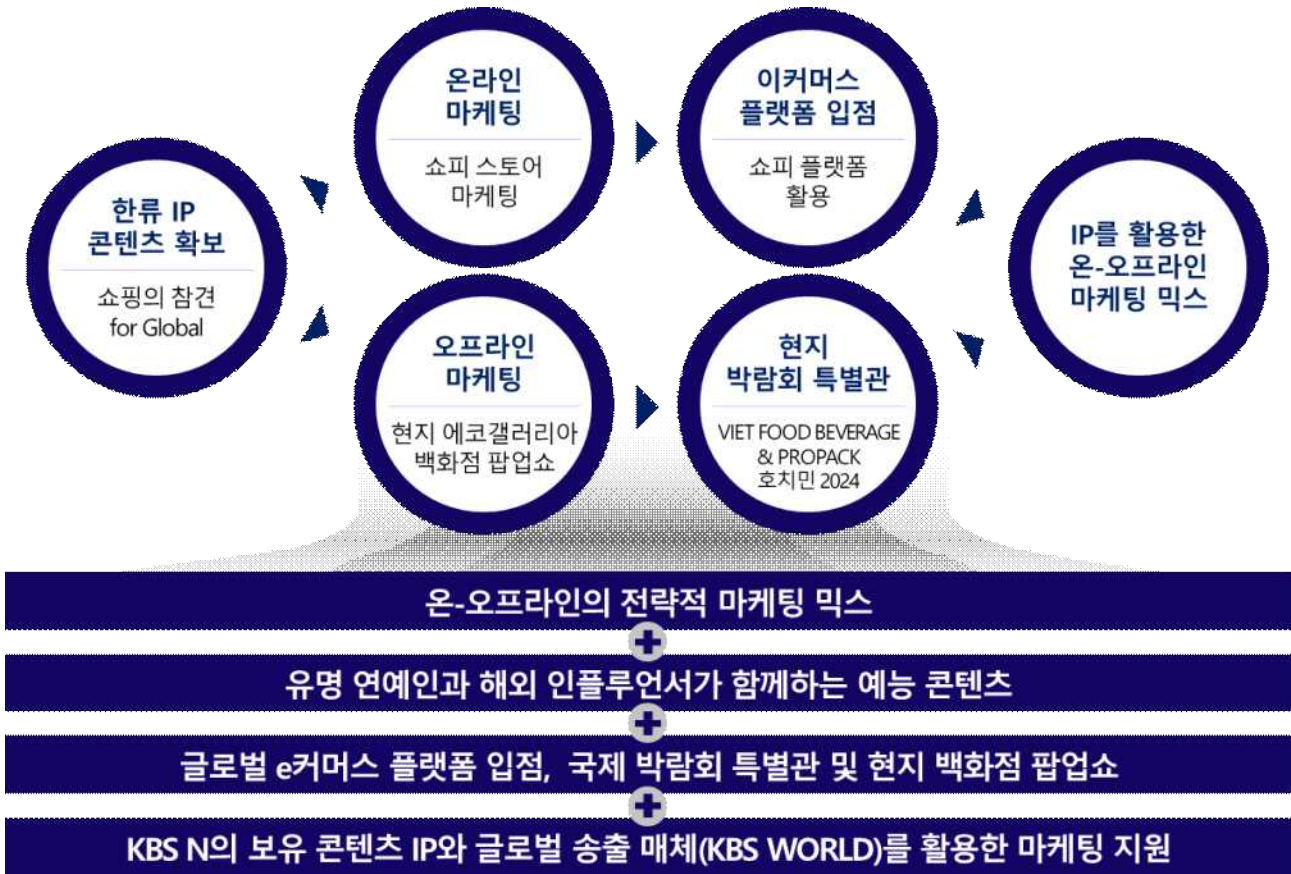 한류 IP
콘텐츠 확보
쇼핑의 참견
for Global
온라인
마케팅
쇼피 스토어
마케팅
이커머스
플랫폼 입점
쇼피 플랫폼
활용
오프라인
마케팅
현지 에코갤러리아
백화점 팝업쇼
현지
박람회 특별관
VIET FOOD BEVERAGE
& PROPACK
호치민 2024
IP를 활용한
온-오프라인
마케팅 믹스
온-오프라인의 전략적 마케팅 믹스
유명 연예인과 해외 인플루언서가 함께하는 예능 콘텐츠
글로벌 e커머스 플랫폼 입점, 국제 박람회 특별관 및 현지 백화점 팝업쇼
KBS N의 보유 콘텐츠 IP와 글로벌 송출 매체(KBS WORLD)를 활용한 마케팅 지원